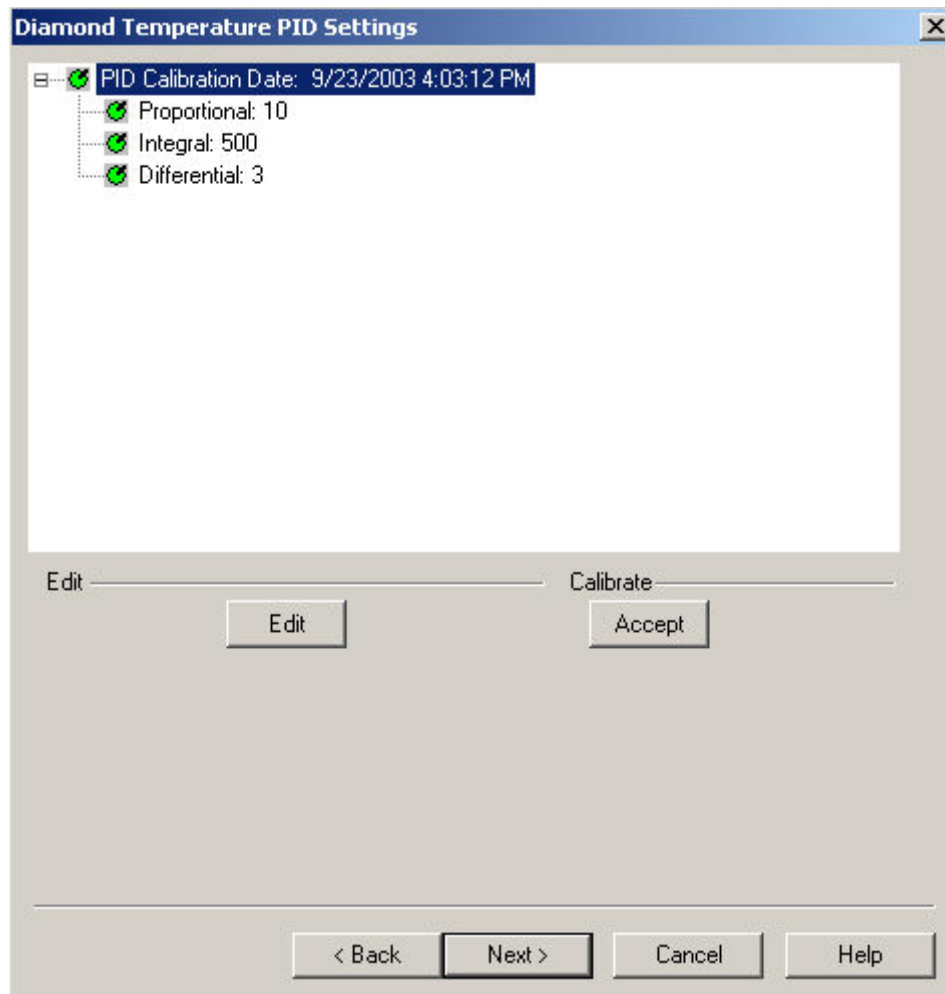 Diamond Temperature PID Settings
PID Calibration Date: 9/23/2003 4:03:12 PM
Proportional: 10
Integral: 500
Differential: 3
Edit Calibrate
Edit Accept
< Back Next > Cancel Help